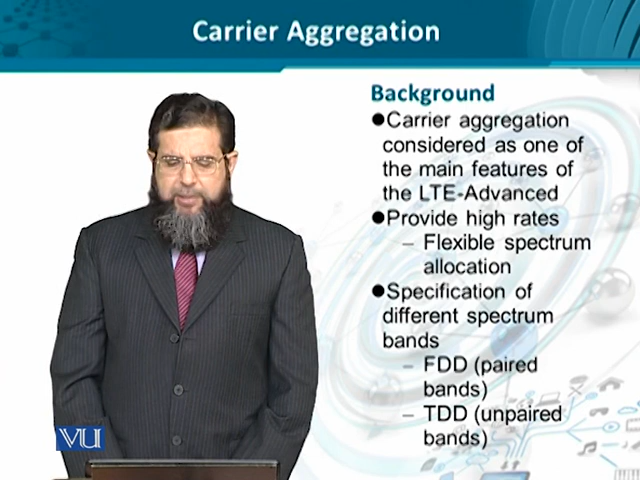 Carrier Aggregation
Background
●Carrier aggregation
considered as one of
the main features of
the LTE-Advanced
●Provide high rates
– Flexible spectrum
allocation
●Specification of
different spectrum
bands
– FDD (paired
bands)
– TDD (unpaired
bands)
VU